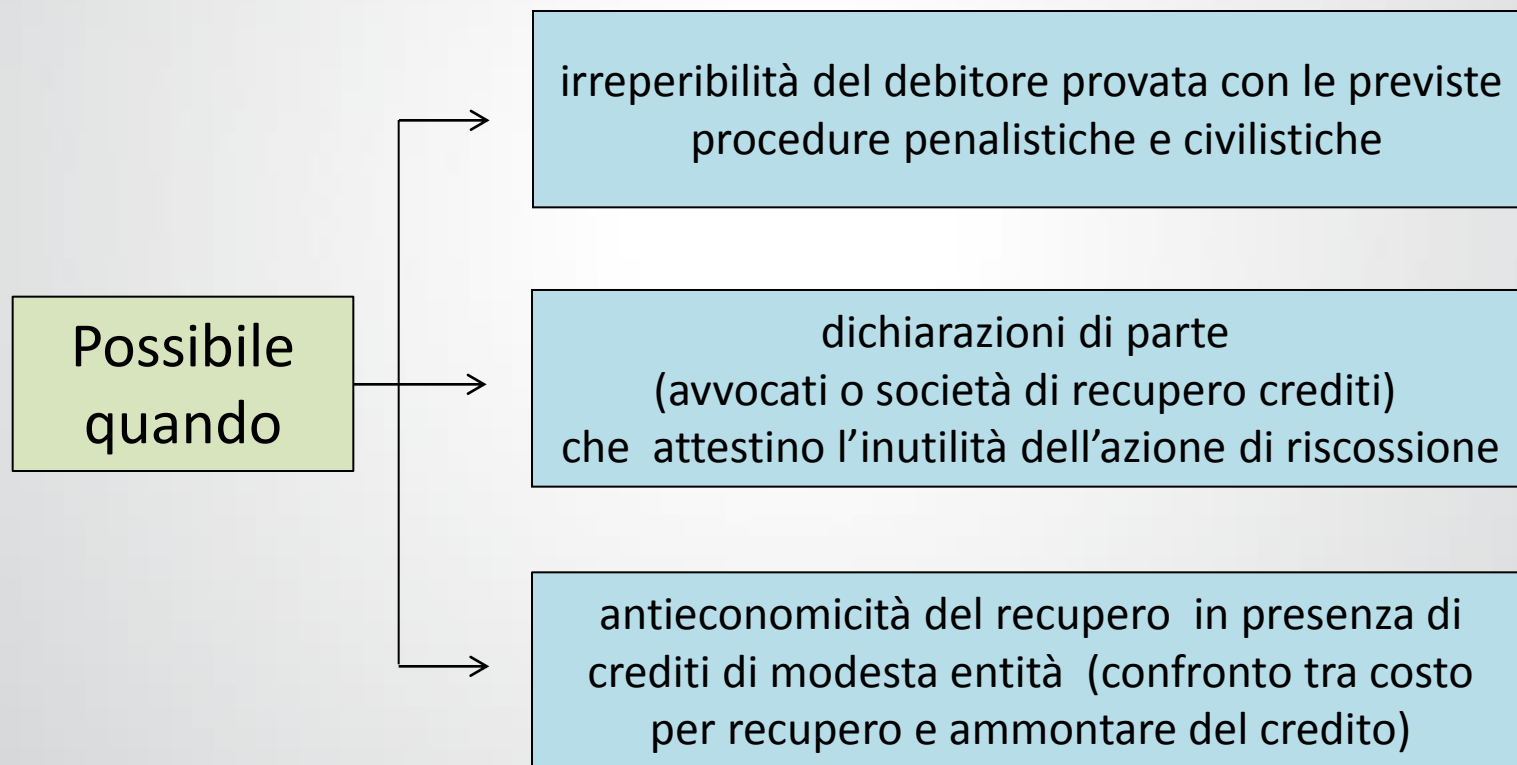 irreperibilità del debitore provata con le previste
procedure penalistiche e civilistiche
Possibile
quando
dichiarazioni di parte
(avvocati o società di recupero crediti)
che attestino l'inutilità dell'azione di riscossione
antieconomicità del recupero in presenza di
crediti di modesta entità (confronto tra costo
per recupero e ammontare del credito)